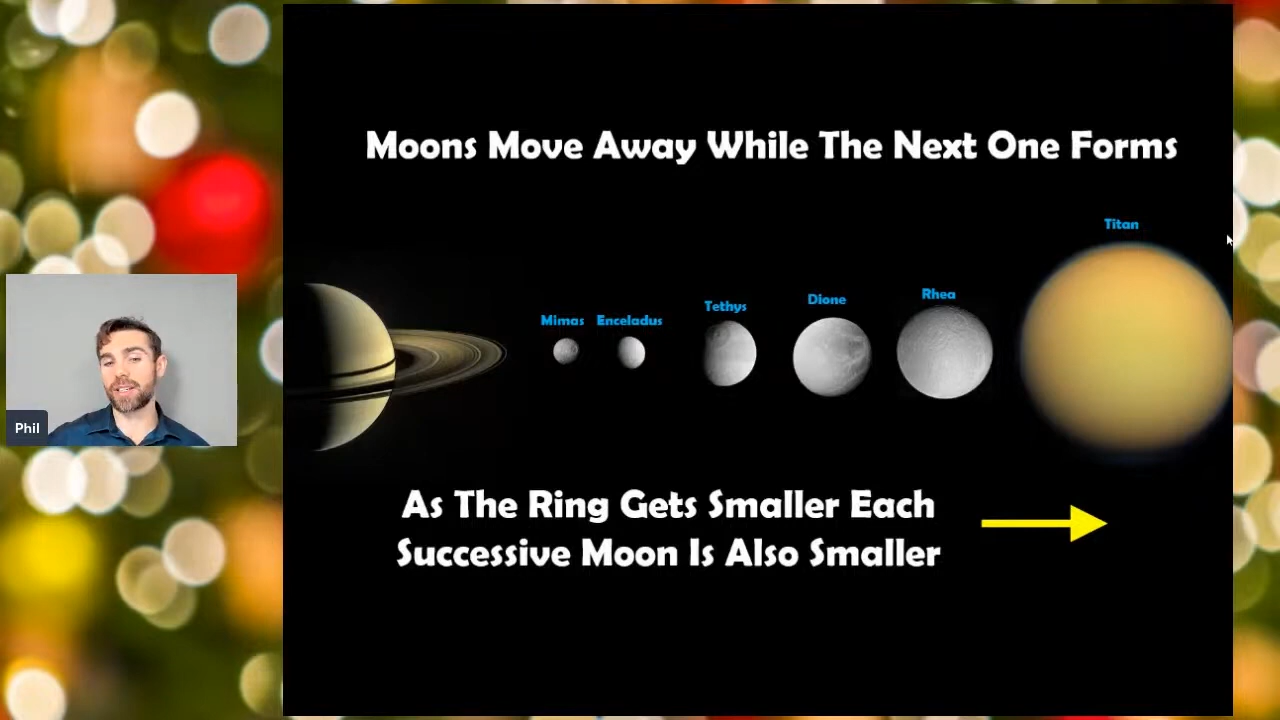 Moons Move Away While The Next One Forms
Titan
Rhea
Dione
Tethys
Mimas
Enceladus
Phil
As The Ring Gets Smaller Each
Successive Moon Is Also Smaller